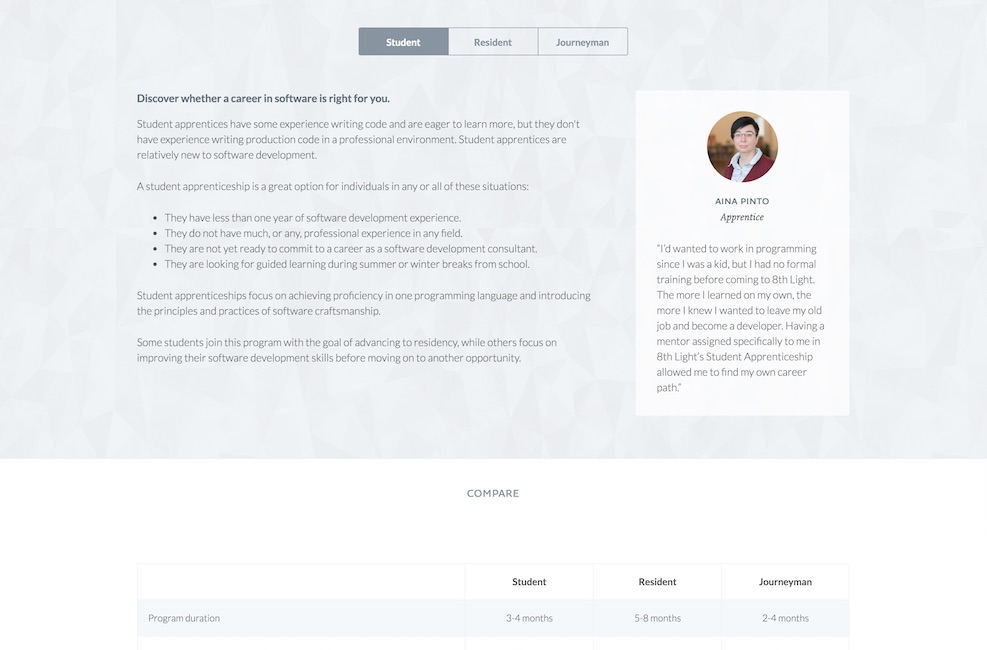 Student Resident Journeyman
Discover whether a career in software is right for you.
Student apprentices have some experience writing code and are eager to learn more, but they don't
have experience writing production code in a professional environment. Student apprentices are
relatively new to software development.
A student apprenticeship is a great option for individuals in any or all of these situations:
• They have less than one year of software development experience.
• They do not have much, or any, professional experience in any field.
• They are not yet ready to commit to a career as a software development consultant.
• They are looking for guided learning during summer or winter breaks from school.
Student apprenticeships focus on achieving proficiency in one programming language and introducing
the principles and practices of software craftsmanship.
Some students join this program with the goal of advancing to residency, while others focus on
improving their software development skills before moving on to another opportunity.
AINA PINTO
Apprentice
"I'd wanted to work in programming
since I was a kid, but I had no formal
training before coming to 8th Light.
The more I learned on my own, the
more I knew I wanted to leave my old
job and become a developer. Having a
mentor assigned specifically to me in
8th Light's Student Apprenticeship
allowed me to find my own career
path."
COMPARE
Student Resident Journeyman
Program duration 3-4 months 5-8 months 2-4 months